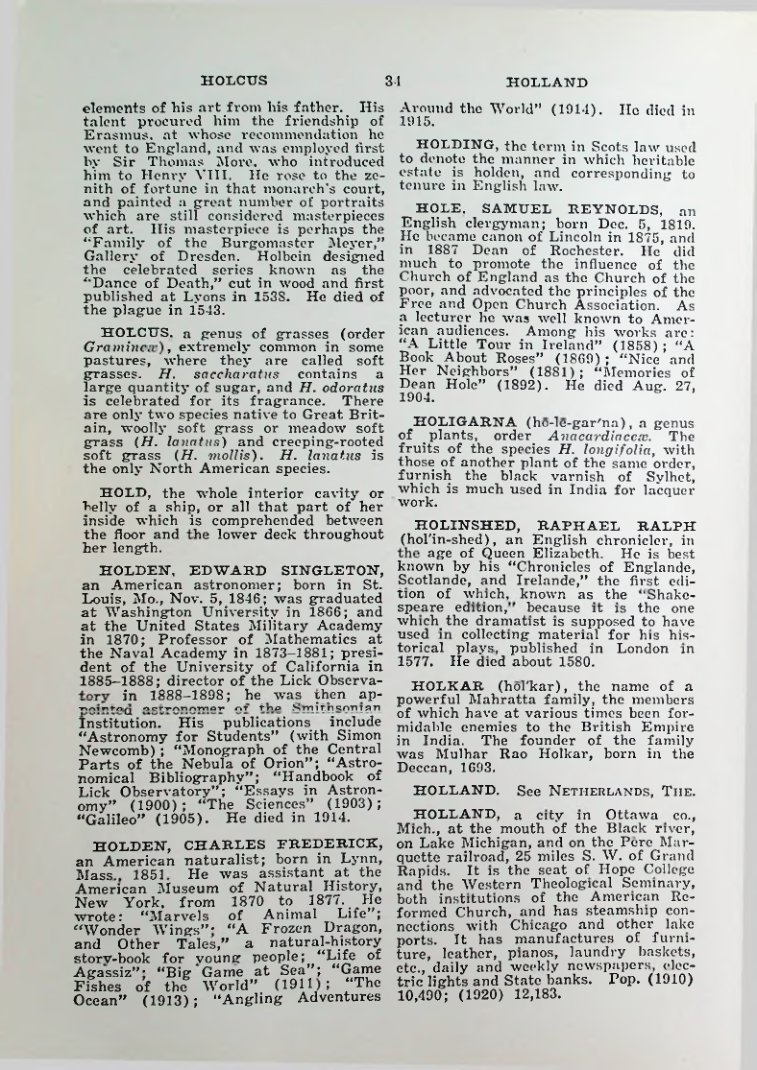 HOLCUS 34 HOLLAND
elements of his art from his father. His
talent procured him the friendship of
Erasmus, at whose recommendation he
went to England, and was employed first
by Sir Thomas More, who introduced
him to Henry VIII. He rose to the ze-
nith of fortune in that monarch's court,
and painted a great number of portraits
which are still considered masterpieces
of art. His masterpiece is perhaps the
"Family of the Burgomaster Meyer,"
Gallery of Dresden. Holbein designed
the celebrated series known as the
"Dance of Death," cut in wood and first
published at Lyons in 1538. He died of
the plague in 1543.
HOLCUS, a genus of grasses (order
Gramineæ), extremely common in some
pastures, where they are called soft
grasses. H. saccharatus contains a
large quantity of sugar, and H. odoratus
is celebrated for its fragrance. There
are only two species native to Great Brit-
ain, woolly soft grass or meadow soft
grass (H. lanatus) and creeping-rooted
soft grass (H. mollis). H. lanatus is
the only North American species.
HOLD, the whole interior cavity or
belly of a ship, or all that part of her
inside which is comprehended between
the floor and the lower deck throughout
her length.
HOLDEN, EDWARD SINGLETON,
an American astronomer; born in St.
Louis, Mo., Nov. 5, 1846; was graduated
at Washington University in 1866; and
at the United States Military Academy
in 1870; Professor of Mathematics at
the Naval Academy in 1873–1881; presi-
dent of the University of California in
1885–1888; director of the Lick Observa-
tory in 1888–1898; he was then ap-
pointed astronomer of the Smithsonian
Institution. His publications include
"Astronomy for Students" (with Simon
Newcomb); "Monograph of the Central
Parts of the Nebula of Orion"; "Astro-
nomical Bibliography"; "Handbook of
Lick Observatory"; "Essays in Astron-
omy" (1900); "The Sciences" (1903);
"Galileo" (1905). He died in 1914.
HOLDEN, CHARLES FREDERICK,
an American naturalist; born in Lynn,
Mass., 1851. He was assistant at the
American Museum of Natural History,
New York, from 1870 to 1877. He
wrote: "Marvels of Animal Life";
"Wonder Wings"; "A Frozen Dragon,
and Other Tales," a natural-history
story-book for young people; "Life of
Agassiz"; "Big Game at Sea"; "Game
Fishes of the World" (1911); "The
Ocean" (1913); "Angling Adventures
Around the World" (1914). He died in
1915.
HOLDING, the term in Scots law used
to denote the manner in which heritable
estate is holden, and corresponding to
tenure in English law.
HOLE, SAMUEL REYNOLDS, an
English clergyman; born Dec. 5, 1819.
He became canon of Lincoln in 1875, and
in 1887 Dean of Rochester. He did
much to promote the influence of the
Church of England as the Church of the
poor, and advocated the principles of the
Free and Open Church Association. As
a lecturer he was well known to Amer-
ican audiences. Among his works are:
"A Little Tour in Ireland" (1858); "A
Book About Roses" (1869); "Nice and
Her Neighbors" (1881); "Memories of
Dean Hole" (1892). He died Aug. 27,
1904.
HOLIGARNA (hō-lē-gar′na), a genus
of plants, order Anacardiaceæ. The
fruits of the species H. longifolia, with
those of another plant of the same order,
furnish the black varnish of Sylhet,
which is much used in India for lacquer
work.
HOLINSHED, RAPHAEL RALPH
(hol′in-shed), an English chronicler, in
the age of Queen Elizabeth. He is best
known by his "Chronicles of Englande,
Scotlande, and Irelande," the first edi-
tion of which, known as the "Shake-
speare edition," because it is the one
which the dramatist is supposed to have
used in collecting material for his his-
torical plays, published in London in
1577. He died about 1580.
HOLKAR (hōl′kar), the name of a
powerful Mahratta family, the members
of which have at various times been for-
midable enemies to the British Empire
in India. The founder of the family
was Mulhar Rao Holkar, born in the
Deccan, 1693.
HOLLAND. See NETHERLANDS, THE.
HOLLAND, a city in Ottawa co.,
Mich., at the mouth of the Black river,
on Lake Michigan, and on the Père Mar-
quette railroad, 25 miles S. W. of Grand
Rapids. It is the seat of Hope College
and the Western Theological Seminary,
both institutions of the American Re-
formed Church, and has steamship con-
nections with Chicago and other lake
ports. It has manufactures of furni-
ture, leather, pianos, laundry baskets,
etc., daily and weekly newspapers, elec-
tric lights and State banks. Pop. (1910)
10,490; (1920) 12,183.